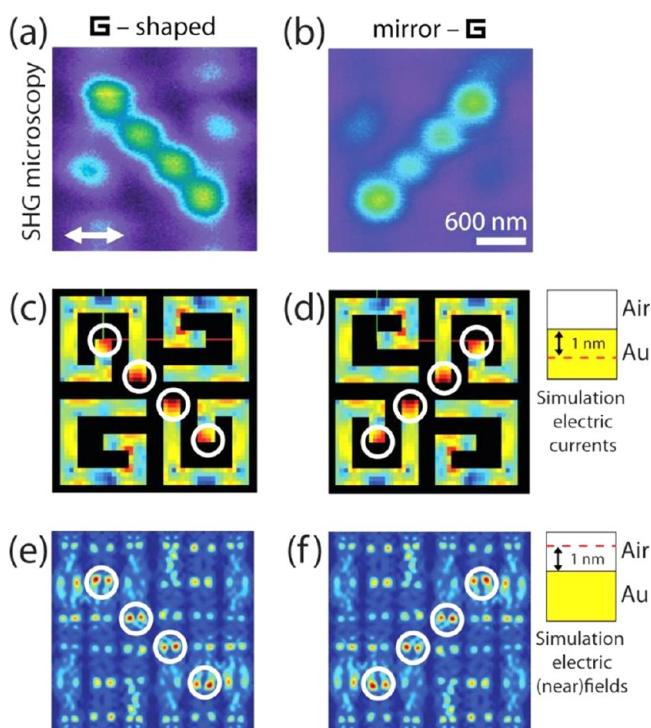 (a) G – shaped
(b) mirror – G
SHG microscopy
600 nm
(c)
(d)
Air
1 nm
Au
Simulation
electric
currents
(e)
(f)
Air
1 nm
Au
Simulation
electric
(near)fields